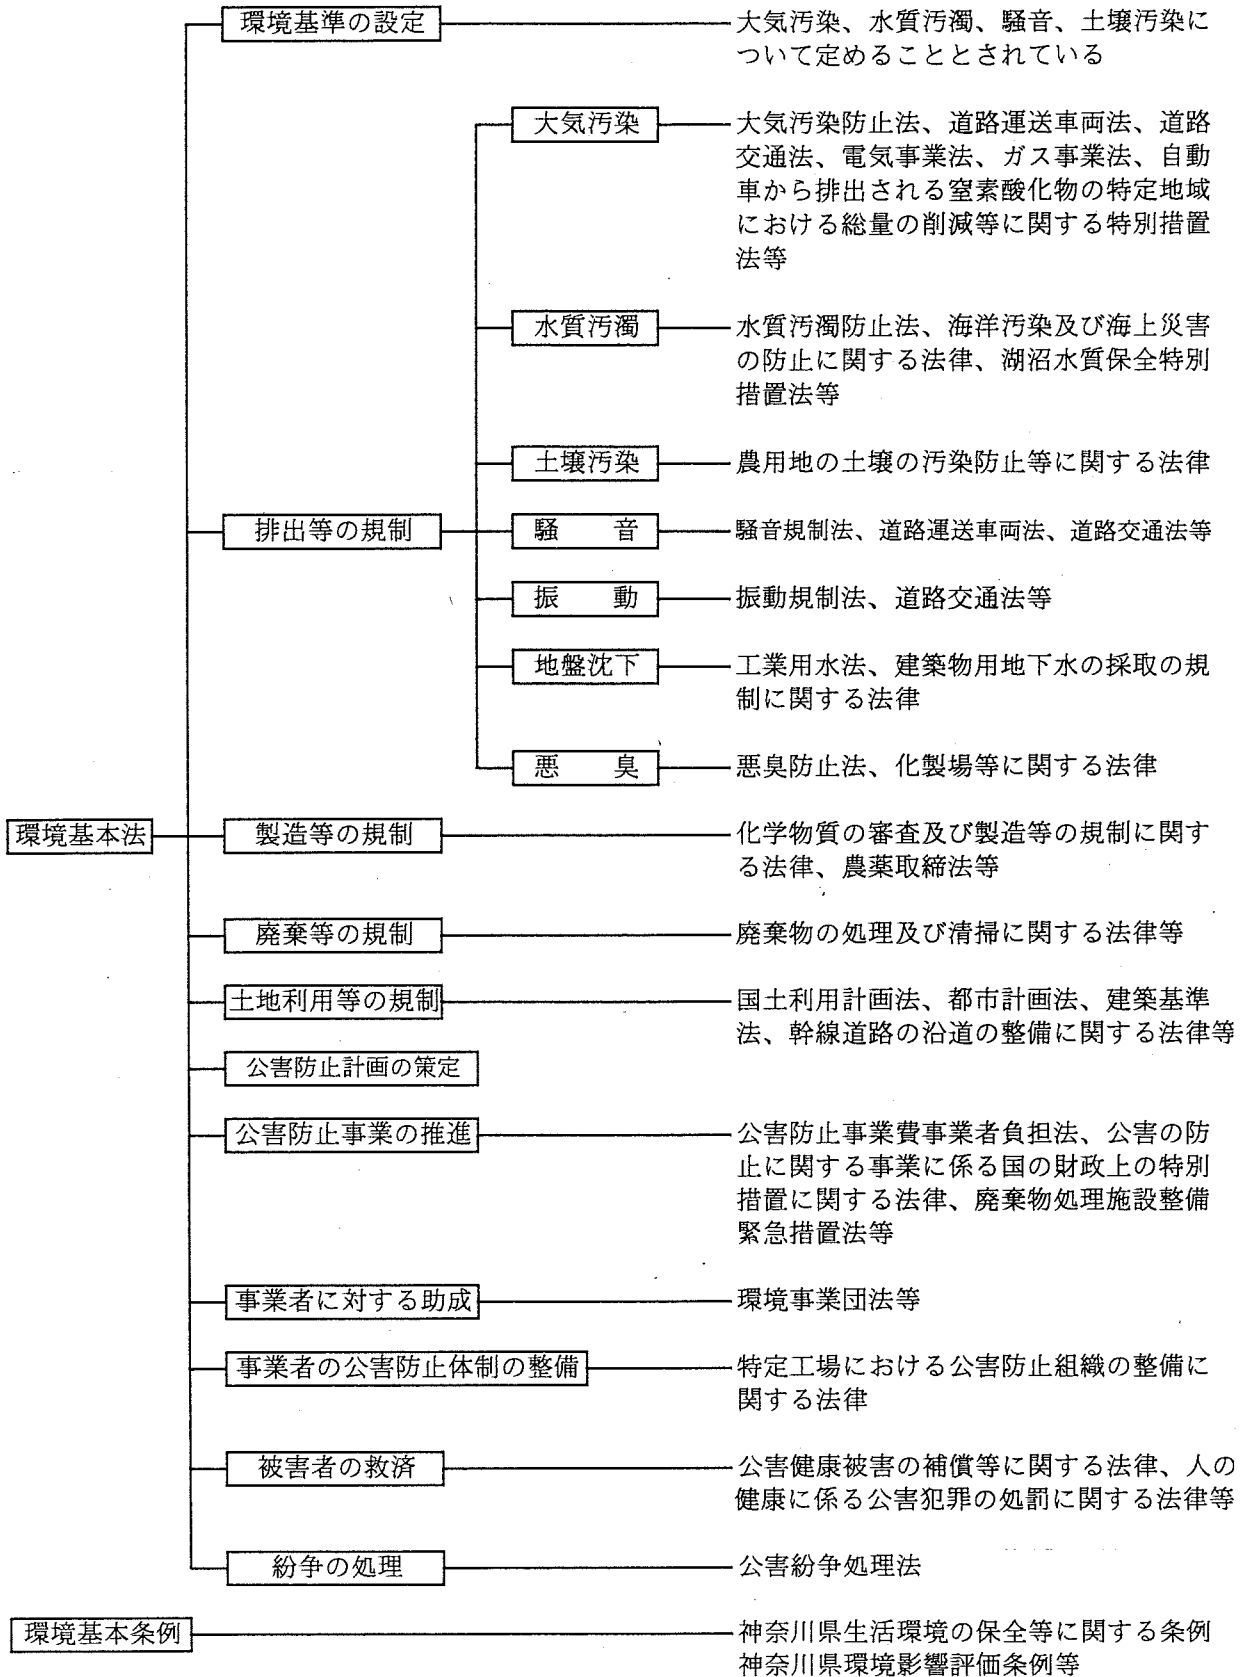 環境基準の設定
大気汚染、水質汚濁、騒音、土壌汚染に
ついて定めることとされている
大気汚染
大気汚染防止法、道路運送車両法、道路
交通法、電気事業法、ガス事業法、自動
車から排出される窒素酸化物の特定地域
における総量の削減等に関する特別措置
法等
水質汚濁
水質汚濁防止法、海洋汚染及び海上災害
の防止に関する法律、湖沼水質保全特別
措置法等
土壌汚染
農用地の土壌の汚染防止等に関する法律
排出等の規制
騒　　音
騒音規制法、道路運送車両法、道路交通法等
振　　動
振動規制法、道路交通法等
地盤沈下
工業用水法、建築物用地下水の採取の規
制に関する法律
悪　　臭
悪臭防止法、化製場等に関する法律
環境基本法
製造等の規制
化学物質の審査及び製造等の規制に関す
る法律、農薬取締法等
廃棄等の規制
廃棄物の処理及び清掃に関する法律等
土地利用等の規制
国土利用計画法、都市計画法、建築基準
法、幹線道路の沿道の整備に関する法律等
公害防止計画の策定
公害防止事業の推進
公害防止事業費事業者負担法、公害の防
止に関する事業に係る国の財政上の特別
措置に関する法律、廃棄物処理施設整備
緊急措置法等
事業者に対する助成
環境事業団法等
事業者の公害防止体制の整備
特定工場における公害防止組織の整備に
関する法律
被害者の救済
公害健康被害の補償等に関する法律、人の
健康に係る公害犯罪の処罰に関する法律等
紛争の処理
公害紛争処理法
環境基本条例
神奈川県生活環境の保全等に関する条例
神奈川県環境影響評価条例等